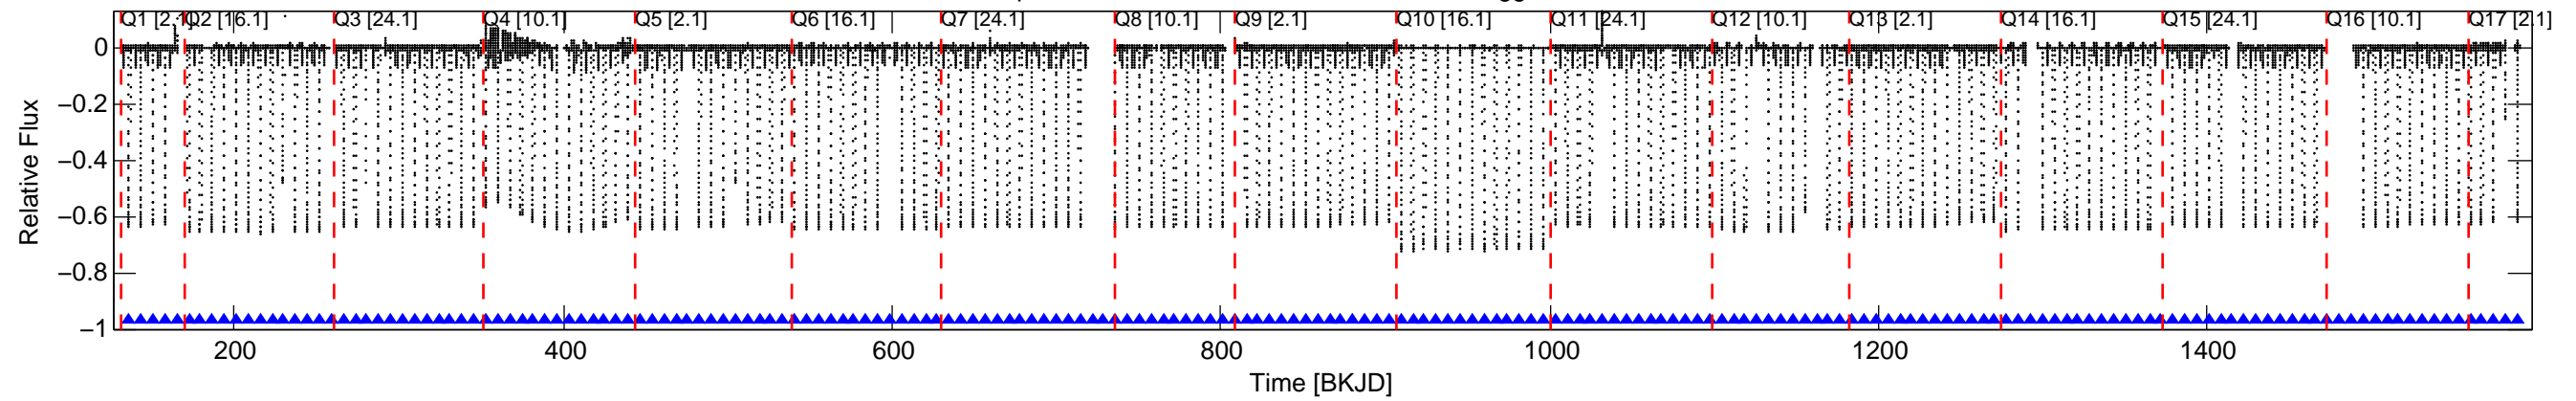 Q1 [2.1] Q2 [16.1] Q3 [24.1] Q4 [10.1] Q5 [2.1] Q6 [16.1] Q7 [24.1] Q8 [10.1] Q9 [2.1] Q10 [16.1] Q11 [24.1] Q12 [10.1] Q13 [2.1] Q14 [16.1] Q15 [24.1] Q16 [10.1] Q17 [2.1]
0
−0.2
−0.4
−0.6
−0.8
−1
Relative Flux
200 400 600 800 1000 1200 1400
Time [BKJD]